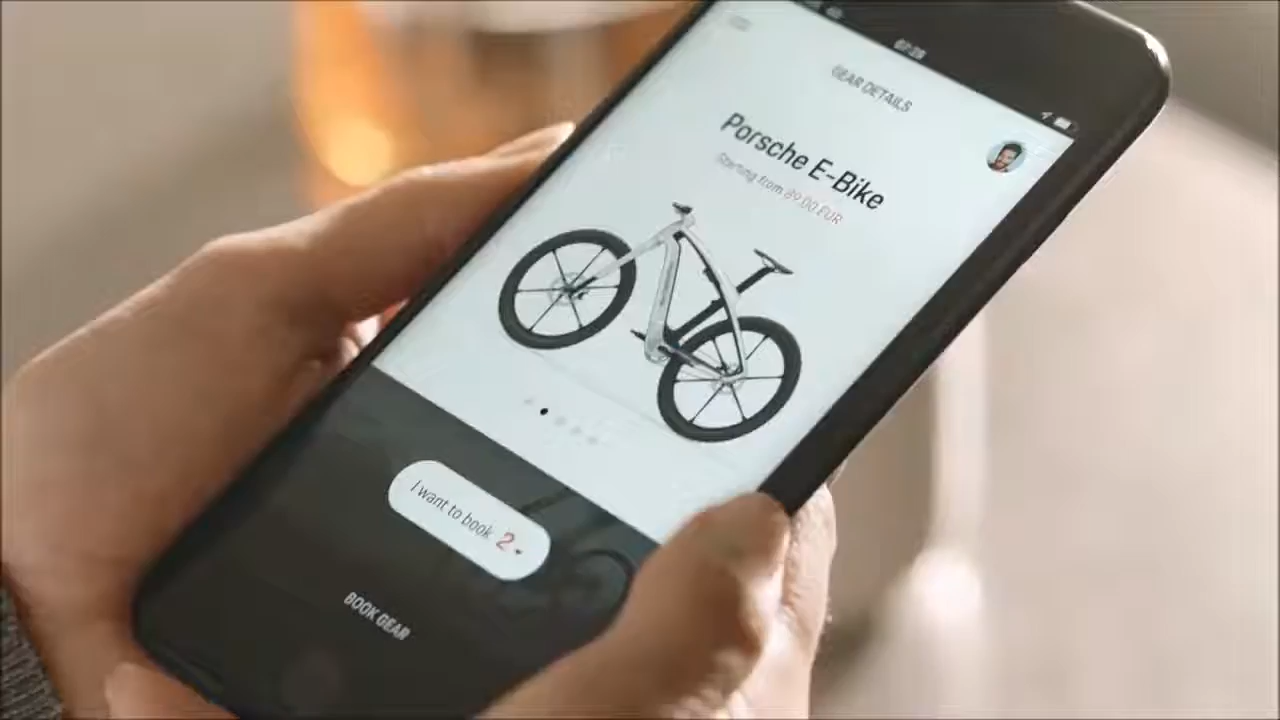 GEAR DETAILS
Porsche E-Bike
Starting from 89.00 EUR
I want to book 2
BOOK GEAR